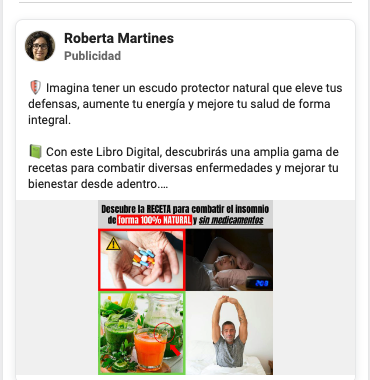 Roberta Martines
Publicidad
🛡️ Imagina tener un escudo protector natural que eleve tus
defensas, aumente tu energía y mejore tu salud de forma
integral.
📗 Con este Libro Digital, descubrirás una amplia gama de
recetas para combatir diversas enfermedades y mejorar tu
bienestar desde adentro....
Descubre la RECETA para combatir el insomnio
de forma 100% NATURAL y sin medicamentos